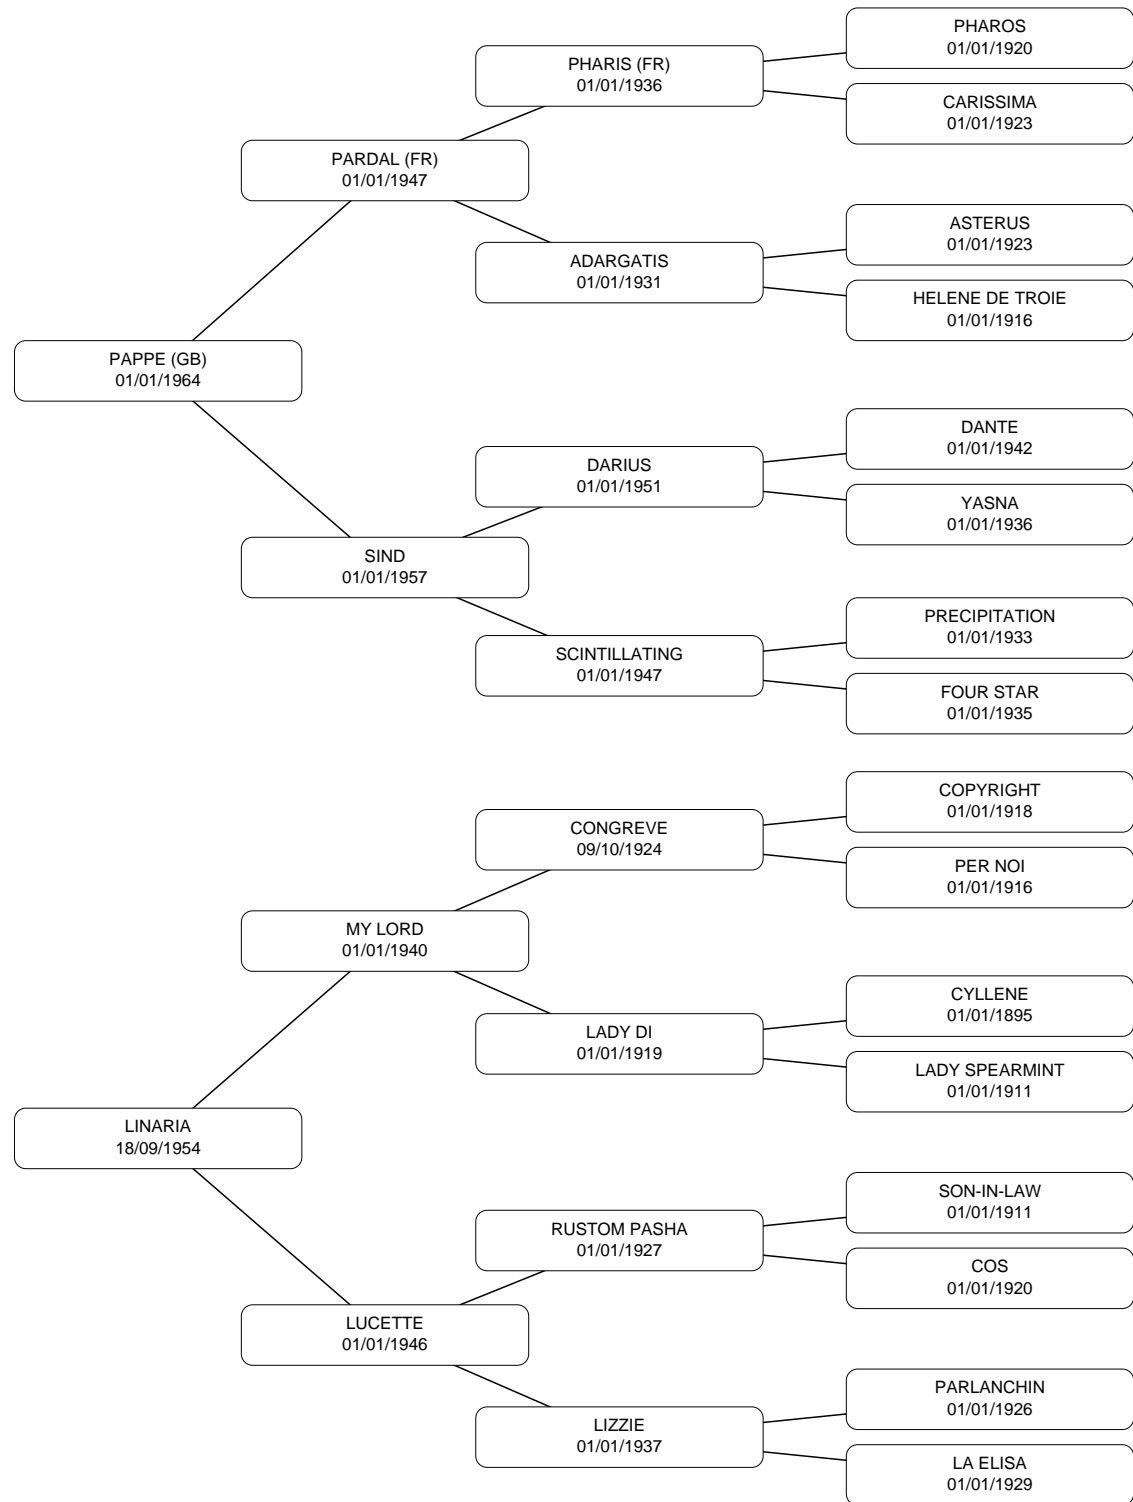 PHAROS
01/01/1920
PHARIS (FR)
01/01/1936
CARISSIMA
01/01/1923
PARDAL (FR)
01/01/1947
ASTERUS
01/01/1923
ADARGATIS
01/01/1931
HELENE DE TROIE
01/01/1916
PAPPE (GB)
01/01/1964
DANTE
01/01/1942
DARIUS
01/01/1951
YASNA
01/01/1936
SIND
01/01/1957
PRECIPITATION
01/01/1933
SCINTILLATING
01/01/1947
FOUR STAR
01/01/1935
COPYRIGHT
01/01/1918
CONGREVE
09/10/1924
PER NOI
01/01/1916
MY LORD
01/01/1940
CYLLENE
01/01/1895
LADY DI
01/01/1919
LADY SPEARMINT
01/01/1911
LINARIA
18/09/1954
SON-IN-LAW
01/01/1911
RUSTOM PASHA
01/01/1927
COS
01/01/1920
LUCETTE
01/01/1946
PARLANCHIN
01/01/1926
LIZZIE
01/01/1937
LA ELISA
01/01/1929